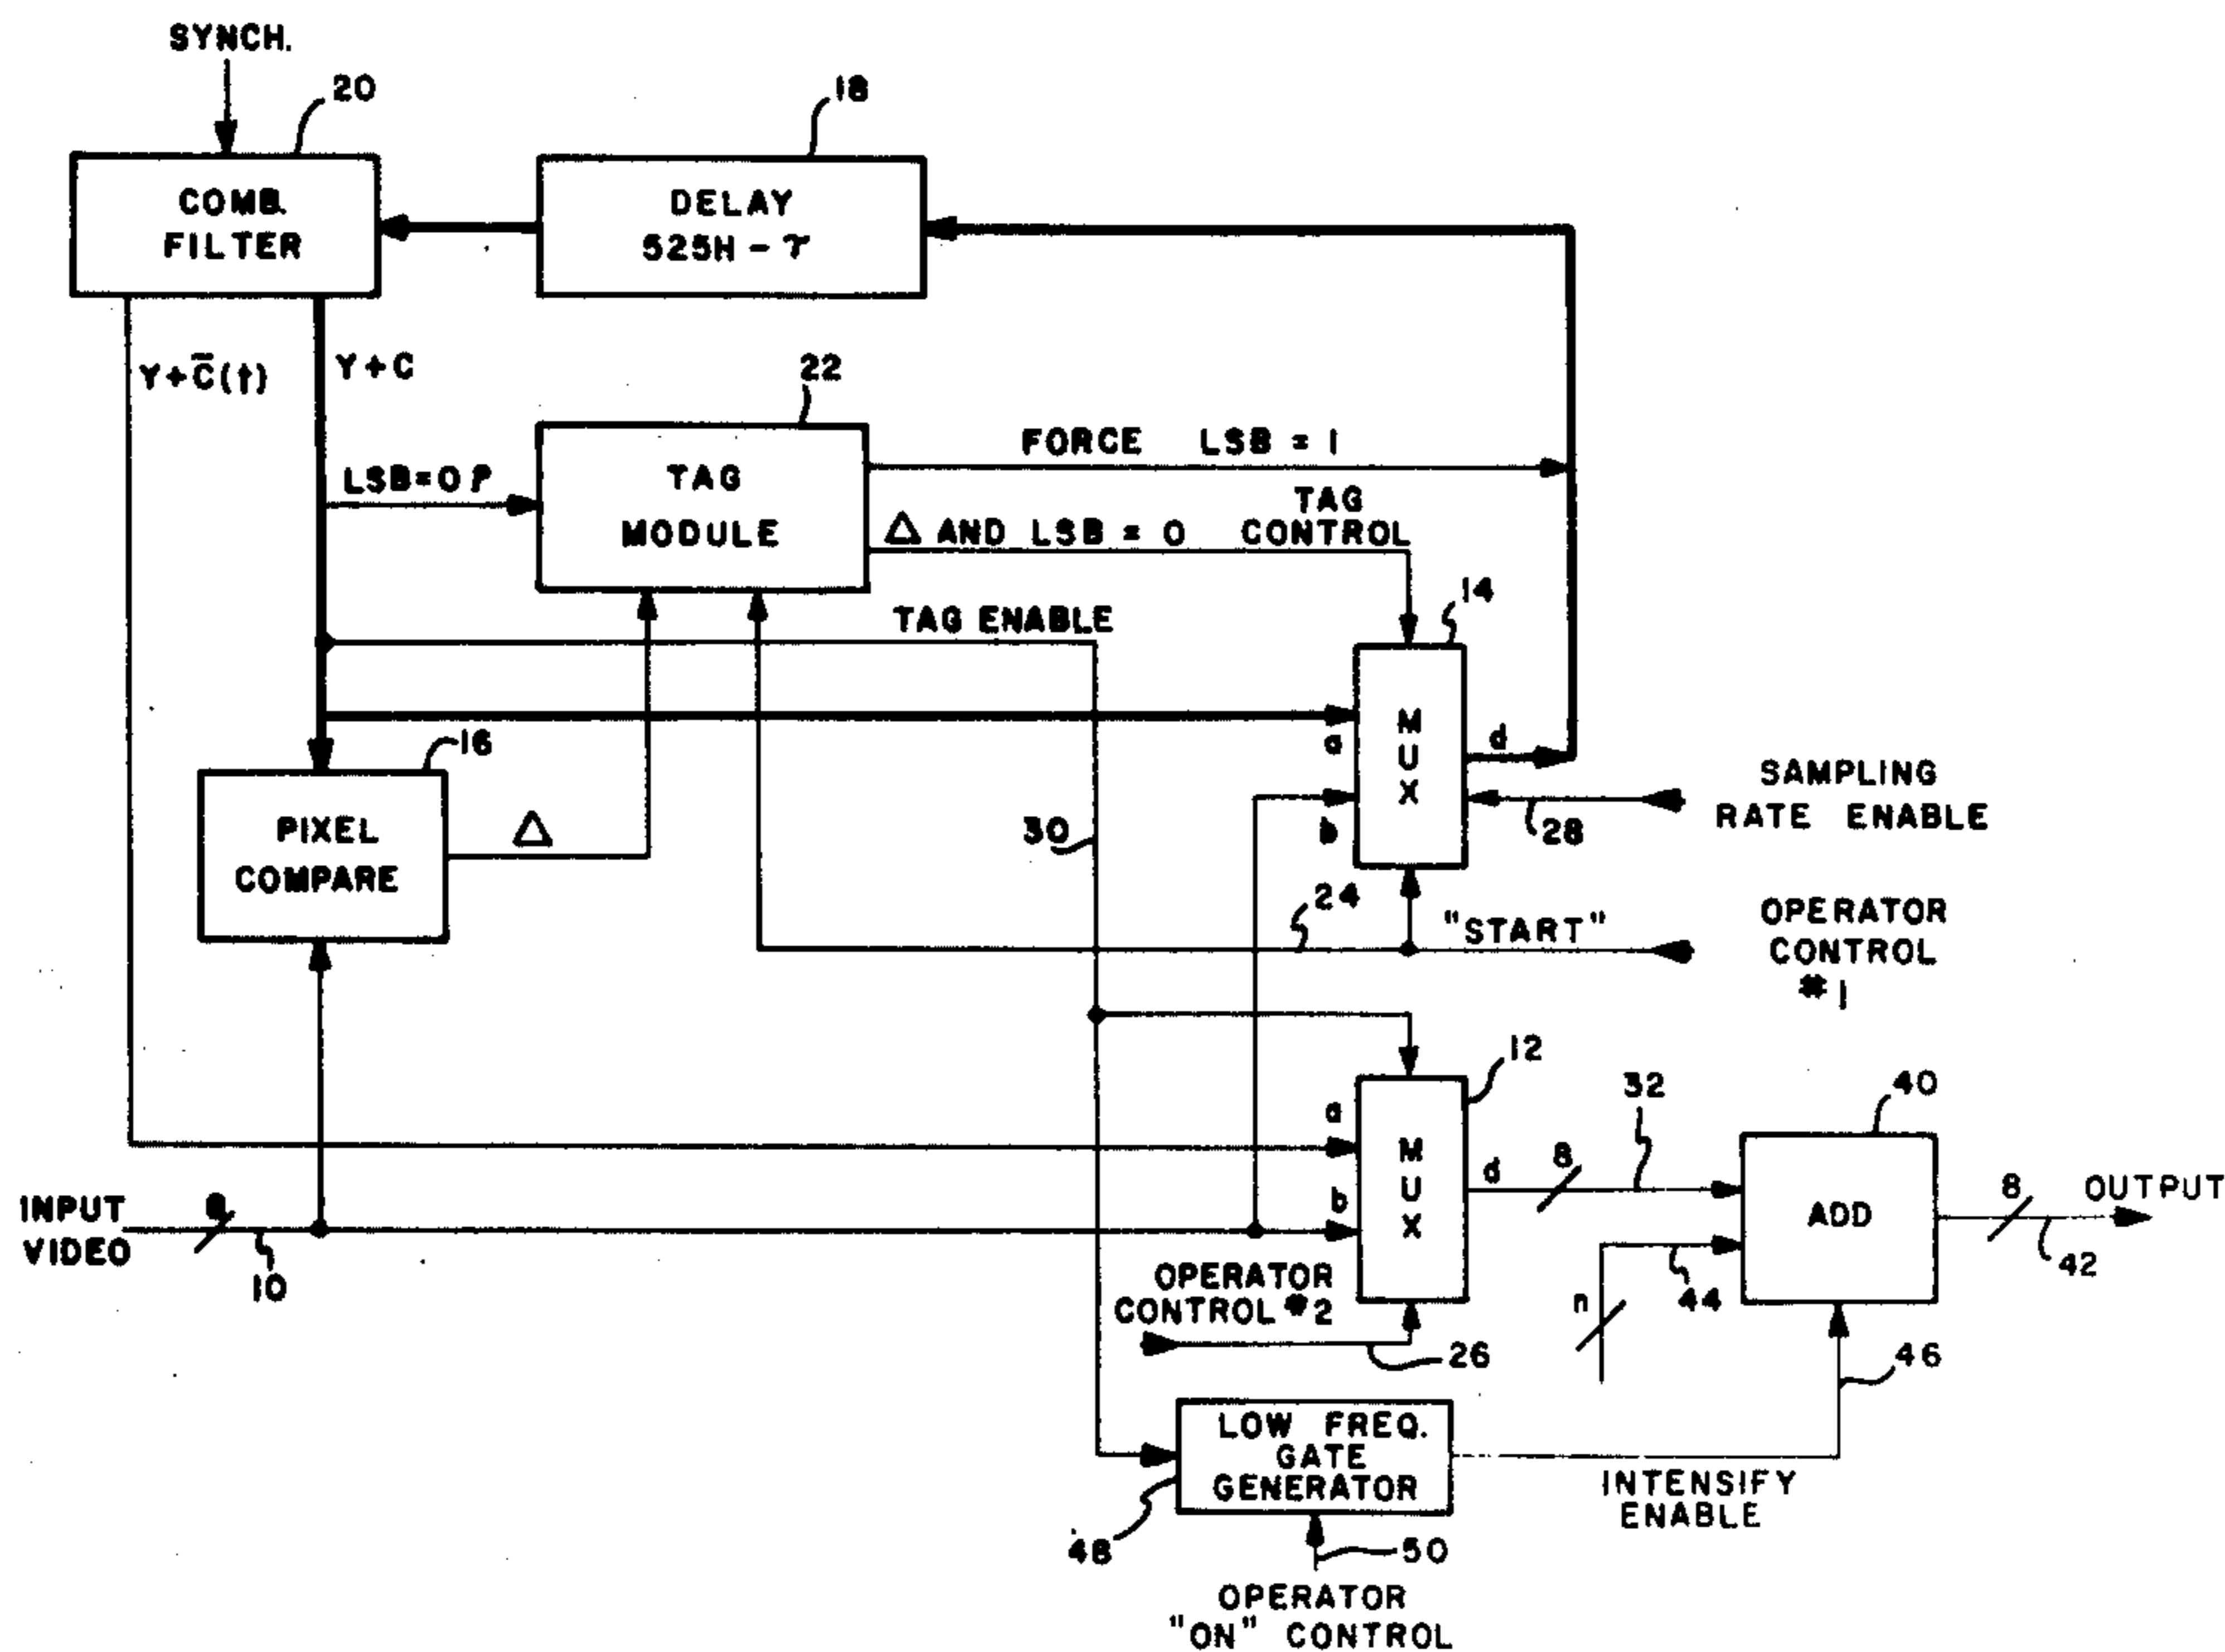 SYNCH.
20
18
COMB.
FILTER
DELAY
525H - τ
Y+C̅(t)
Y+C
22
LSB=0?
TAG
MODULE
FORCE LSB = 1
TAG
Δ AND LSB = 0 CONTROL
TAG ENABLE
14
16
a
M
U
X
d
SAMPLING
RATE ENABLE
PIXEL
COMPARE
Δ
30
b
28
24
"START"
OPERATOR
CONTROL
#1
12
32
40
a
M
U
X
d
8
b
ADD
8
OUTPUT
INPUT
VIDEO
8
10
OPERATOR
CONTROL #2
n
44
42
26
46
LOW FREQ.
GATE
GENERATOR
INTENSIFY
ENABLE
48
50
OPERATOR
"ON" CONTROL